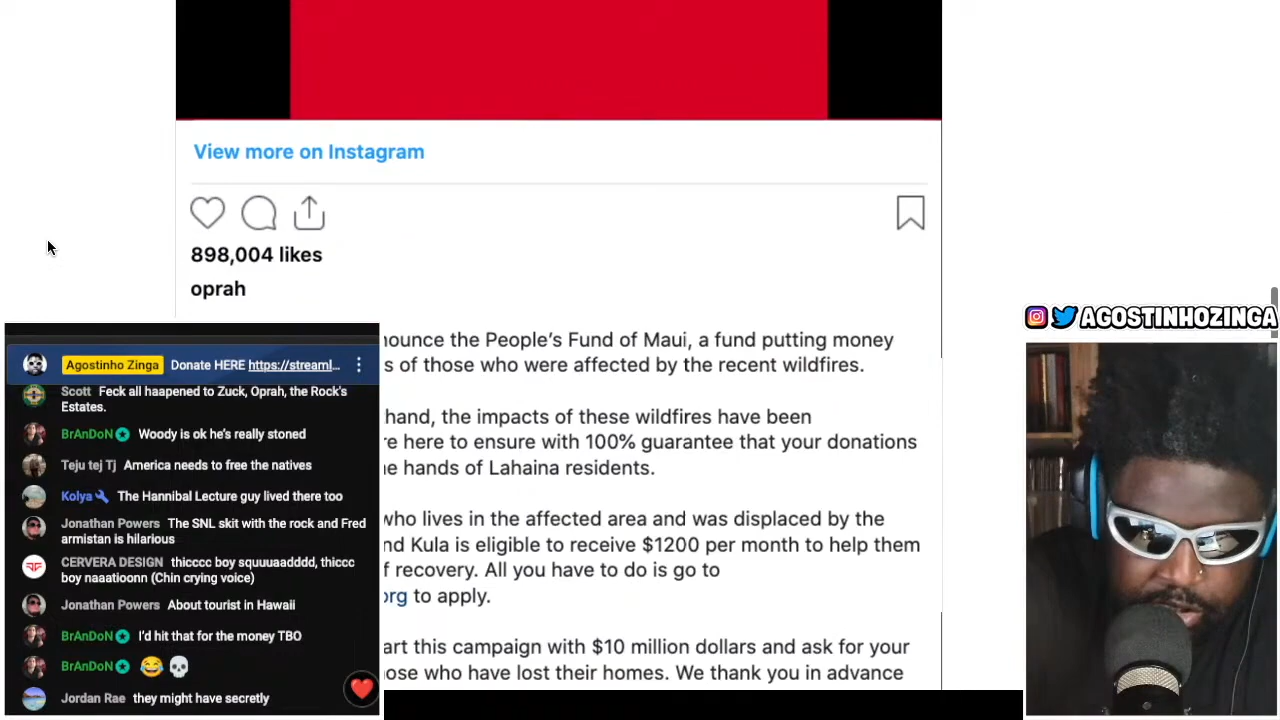 View more on Instagram
898,004 likes
oprah
nounce the People's Fund of Maui, a fund putting money
s of those who were affected by the recent wildfires.
hand, the impacts of these wildfires have been
re here to ensure with 100% guarantee that your donations
e hands of Lahaina residents.
who lives in the affected area and was displaced by the
nd Kula is eligible to receive $1200 per month to help them
f recovery. All you have to do is go to
org to apply.
art this campaign with $10 million dollars and ask for your
ose who have lost their homes. We thank you in advance
Agostinho Zinga Donate HERE https://streaml...
Scott Feck all haapened to Zuck, Oprah, the Rock's
Estates.
BrAnDoN Woody is ok he's really stoned
Teju tej Tj America needs to free the natives
Kolya The Hannibal Lecture guy lived there too
Jonathan Powers The SNL skit with the rock and Fred
armistan is hilarious
CERVERA DESIGN thicccc boy squuuaadddd, thiccc
boy naaatioonn (Chin crying voice)
Jonathan Powers About tourist in Hawaii
BrAnDoN I'd hit that for the money TBO
BrAnDoN 😂💀
Jordan Rae they might have secretly
AGOSTINHOZINGA